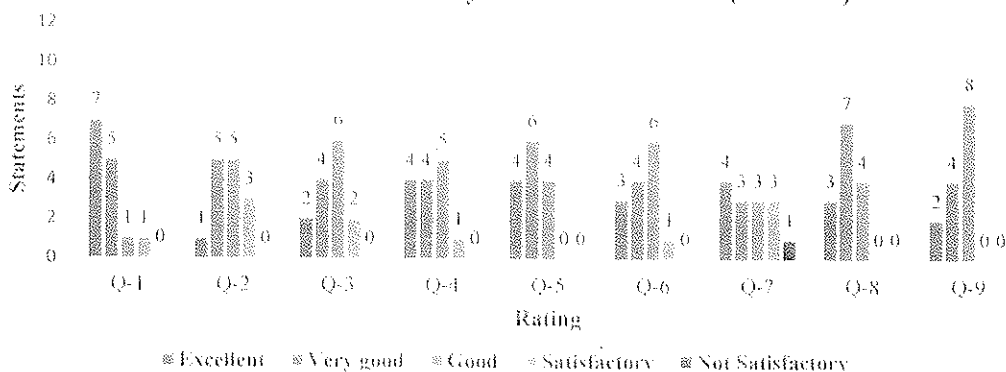 12
10
8
6
4
2
0
Statements
7 5 1 1 0
1 5 5 3 0
2 4 6 2 0
4 4 5 1 0
4 6 4 0 0
3 4 6 1 0
4 3 3 3 1
3 7 4 0 0
2 4 8 0 0
Q-1 Q-2 Q-3 Q-4 Q-5 Q-6 Q-7 Q-8 Q-9
Rating
Excellent Very good Good Satisfactory Not Satisfactory